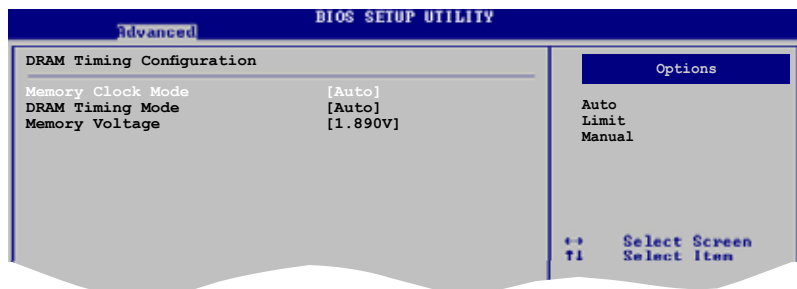 BIOS SETUP UTILITY
Advanced
DRAM Timing Configuration
Memory Clock Mode [Auto]
DRAM Timing Mode [Auto]
Memory Voltage [1.890V]
Options
Auto
Limit
Manual
↔ Select Screen
↑↓ Select Item